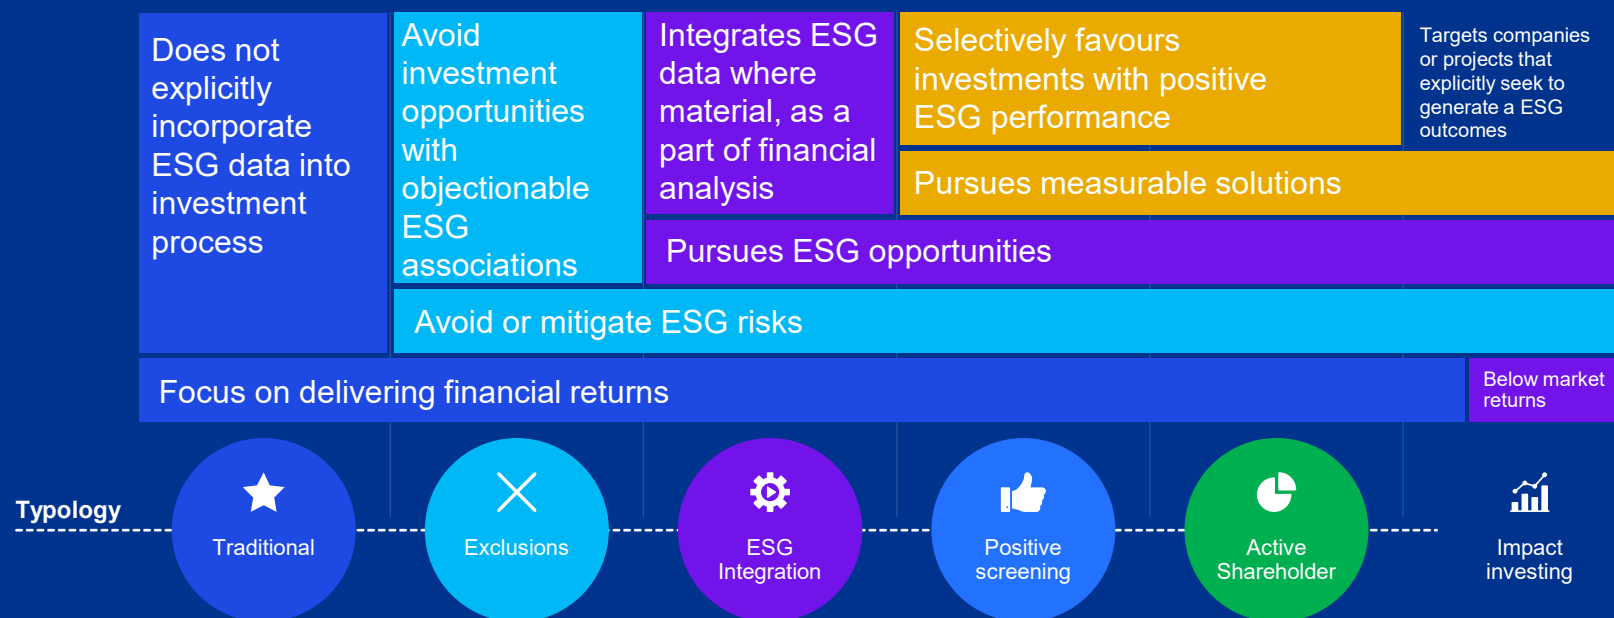 Does not
explicitly
incorporate
ESG data into
investment
process
Avoid
investment
opportunities
with
objectionable
ESG
associations
Integrates ESG
data where
material, as a
part of financial
analysis
Selectively favours
investments with positive
ESG performance
Targets companies
or projects that
explicitly seek to
generate a ESG
outcomes
Pursues measurable solutions
Pursues ESG opportunities
Avoid or mitigate ESG risks
Focus on delivering financial returns
Below market
returns
Typology
Traditional
Exclusions
ESG
Integration
Positive
screening
Active
Shareholder
Impact
investing